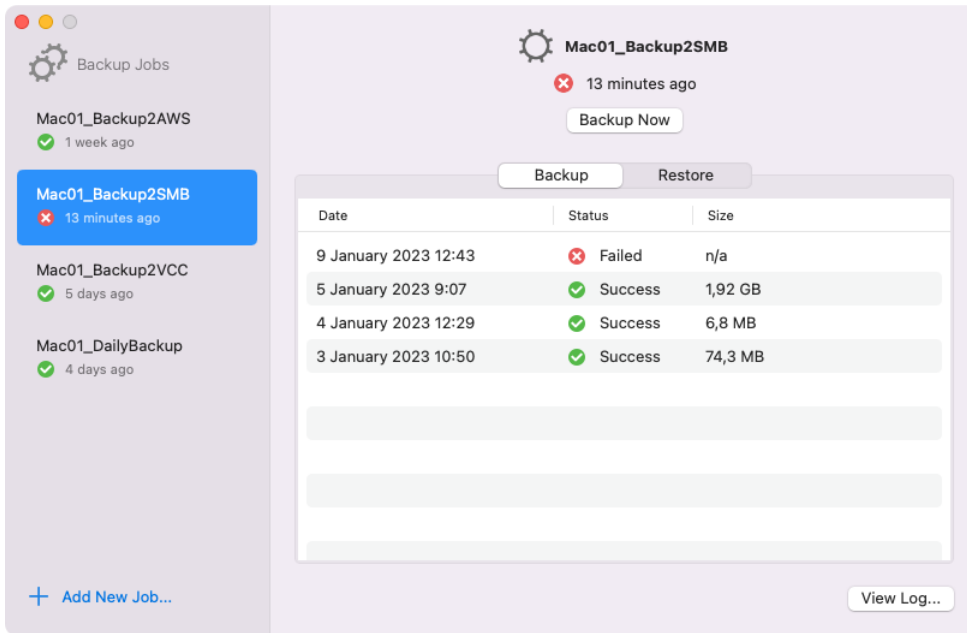 Backup Jobs
Mac01_Backup2AWS
1 week ago
Mac01_Backup2SMB
13 minutes ago
Mac01_Backup2VCC
5 days ago
Mac01_DailyBackup
4 days ago
Add New Job...
Mac01_Backup2SMB
13 minutes ago
Backup Now
Backup Restore
Date Status Size
9 January 2023 12:43 Failed n/a
5 January 2023 9:07 Success 1,92 GB
4 January 2023 12:29 Success 6,8 MB
3 January 2023 10:50 Success 74,3 MB
View Log...